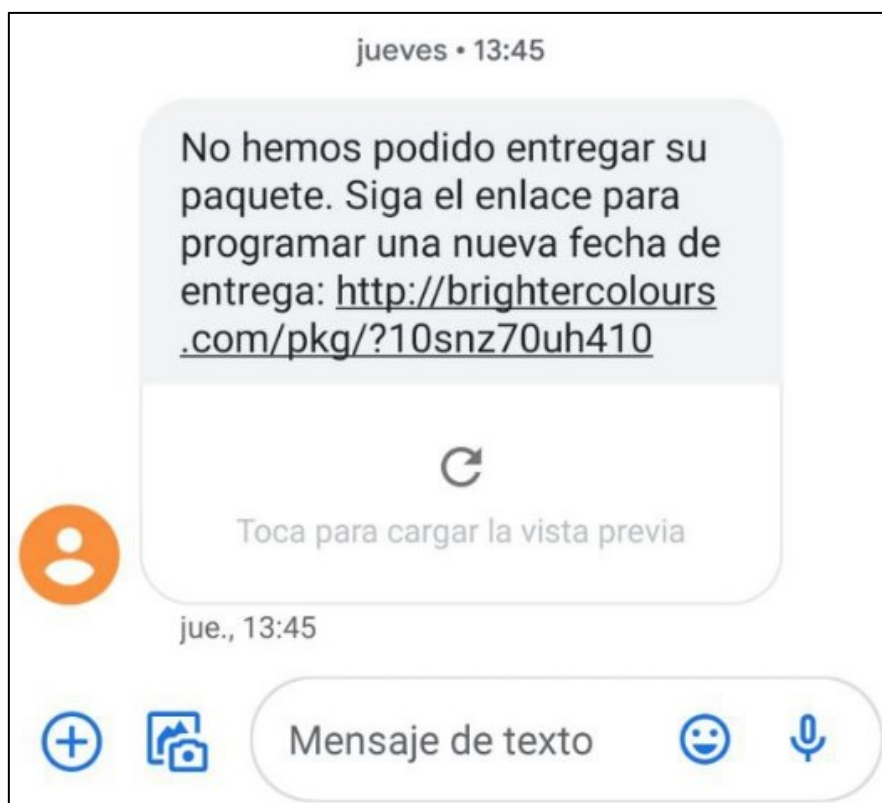 jueves • 13:45
No hemos podido entregar su
paquete. Siga el enlace para
programar una nueva fecha de
entrega: http://brightercolours
.com/pkg/?10snz70uh410
Toca para cargar la vista previa
jue., 13:45
Mensaje de texto